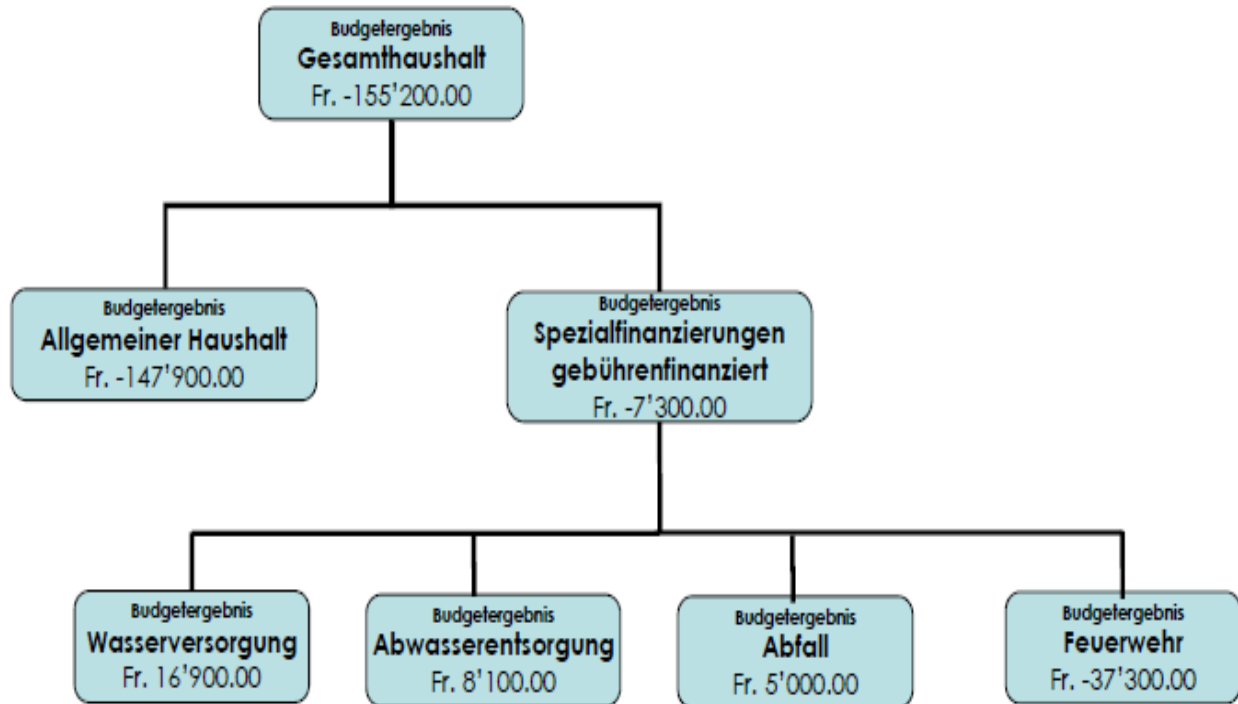 Budgetergebnis
Gesamthaushalt
Fr. -155'200.00
Budgetergebnis
Allgemeiner Haushalt
Fr. -147'900.00
Budgetergebnis
Spezialfinanzierungen
gebührenfinanziert
Fr. -7'300.00
Budgetergebnis
Wasserversorgung
Fr. 16'900.00
Budgetergebnis
Abwasserentsorgung
Fr. 8'100.00
Budgetergebnis
Abfall
Fr. 5'000.00
Budgetergebnis
Feuerwehr
Fr. -37'300.00